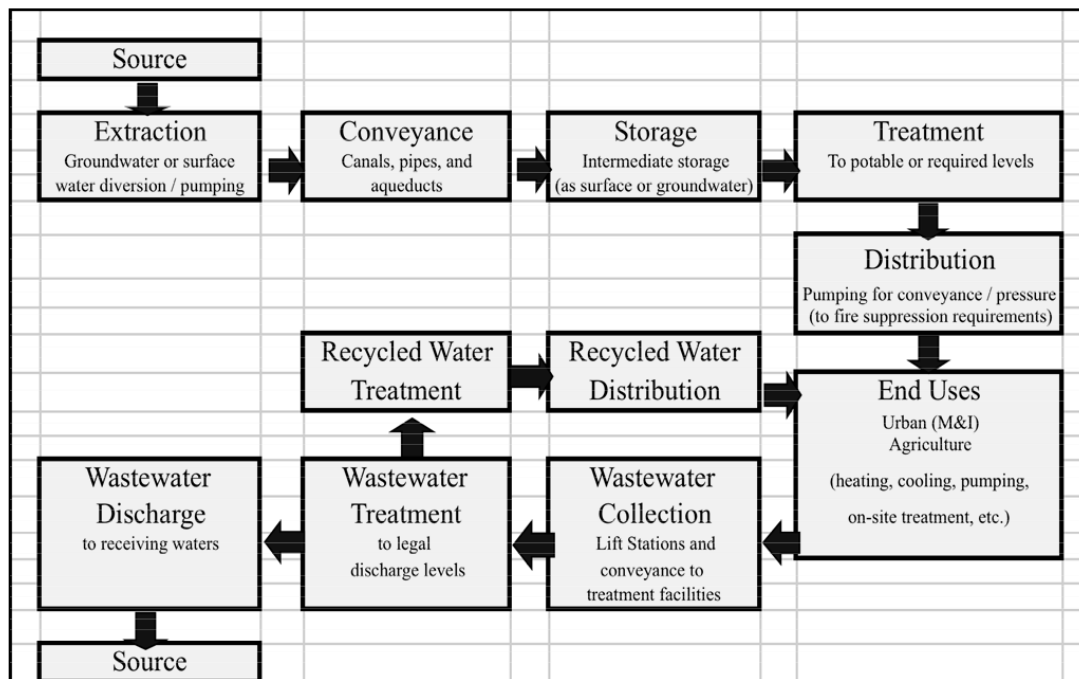 Source
Extraction
Groundwater or surface
water diversion / pumping
Conveyance
Canals, pipes, and
aqueducts
Storage
Intermediate storage
(as surface or groundwater)
Treatment
To potable or required levels
Distribution
Pumping for conveyance / pressure
(to fire suppression requirements)
Recycled Water
Treatment
Recycled Water
Distribution
End Uses
Urban (M&I)
Agriculture
(heating, cooling, pumping,
on-site treatment, etc.)
Wastewater
Discharge
to receiving waters
Wastewater
Treatment
to legal
discharge levels
Wastewater
Collection
Lift Stations and
conveyance to
treatment facilities
Source